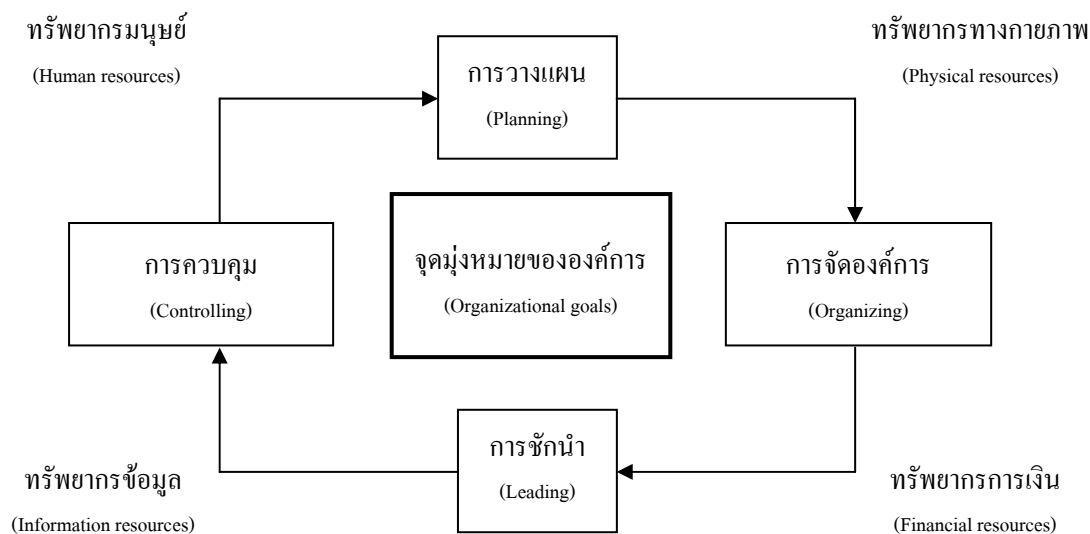 ทรัพยากรมนุษย์
(Human resources)
ทรัพยากรทางกายภาพ
(Physical resources)
การวางแผน
(Planning)
การควบคุม
(Controlling)
จุดมุ่งหมายขององค์การ
(Organizational goals)
การจัดองค์การ
(Organizing)
การชักนำ
(Leading)
ทรัพยากรข้อมูล
(Information resources)
ทรัพยากรการเงิน
(Financial resources)